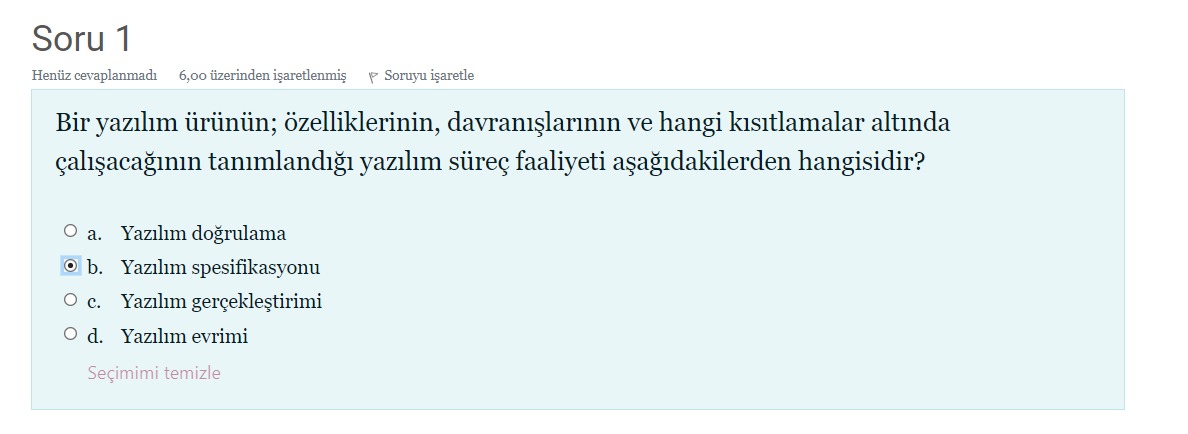 Soru 1
Henüz cevaplanmadı 6,00 üzerinden işaretlenmiş Soruyu işaretle
Bir yazılım ürünün; özelliklerinin, davranışlarının ve hangi kısıtlamalar altında
çalışacağının tanımlandığı yazılım süreç faaliyeti aşağıdakilerden hangisidir?
a. Yazılım doğrulama
b. Yazılım spesifikasyonu
c. Yazılım gerçekleştirimi
d. Yazılım evrimi
Seçimimi temizle